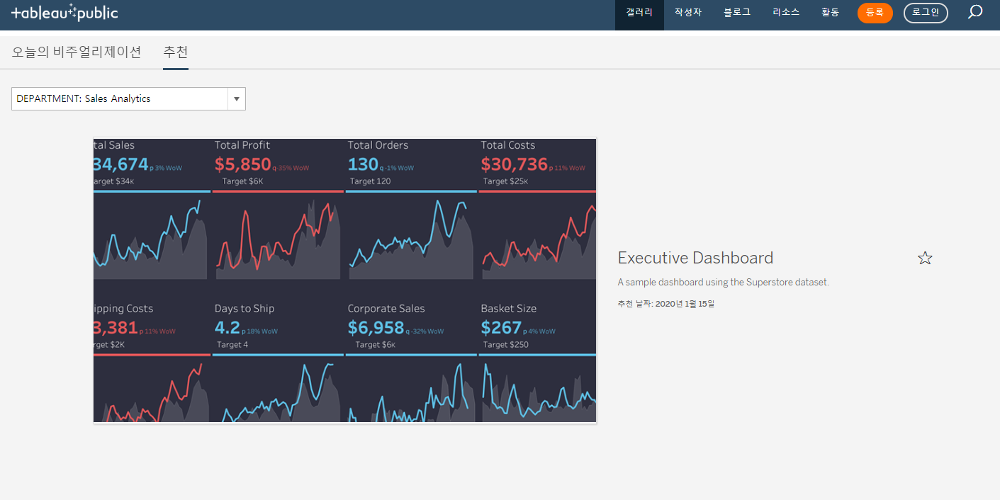 +ableau public
갤러리 작성자 블로그 리소스 활동 등록 로그인
오늘의 비주얼리제이션 추천
DEPARTMENT: Sales Analytics
tal Sales Total Profit Total Orders Total Costs
34,674 p 3% WoW $5,850 q -35% WoW 130 q -1% WoW $30,736 p 11% WoW
arget $34K Target $6K Target 120 Target $25K
Executive Dashboard
A sample dashboard using the Superstore dataset.
추천 날짜: 2020년 1월 15일
ipping Costs Days to Ship Corporate Sales Basket Size
3,381 p 11% WoW 4.2 p 18% WoW $6,958 q -32% WoW $267 p 4% WoW
rget $2K Target 4 Target $6K Target $250